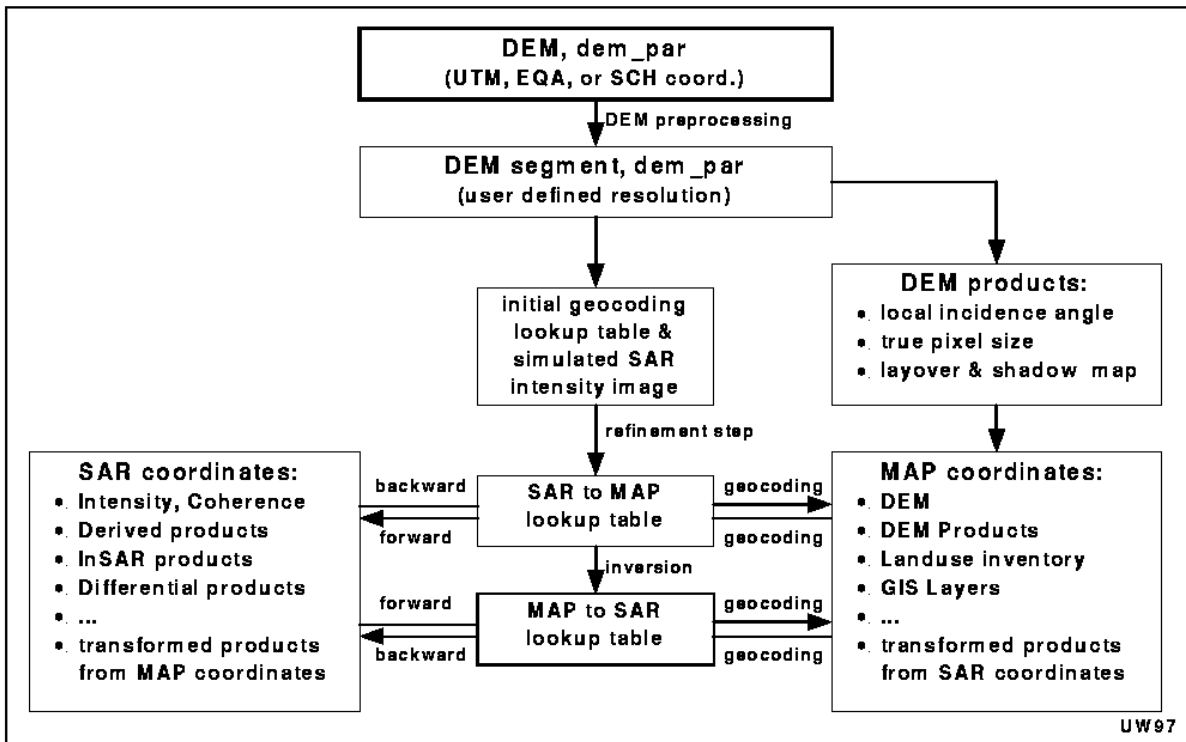 DEM, dem_par
(UTM, EQA, or SCH coord.)
DEM preprocessing
DEM segment, dem_par
(user defined resolution)
initial geocoding
lookup table &
simulated SAR
intensity image
DEM products:
• local incidence angle
• true pixel size
• layover & shadow map
refinement step
SAR coordinates:
• Intensity, Coherence
• Derived products
• InSAR products
• Differential products
• ...
• transformed products
from MAP coordinates
backward
forward
SAR to MAP
lookup table
geocoding
geocoding
inversion
forward
backward
MAP to SAR
lookup table
geocoding
geocoding
MAP coordinates:
• DEM
• DEM Products
• Landuse inventory
• GIS Layers
• ...
• transformed products
from SAR coordinates
UW97